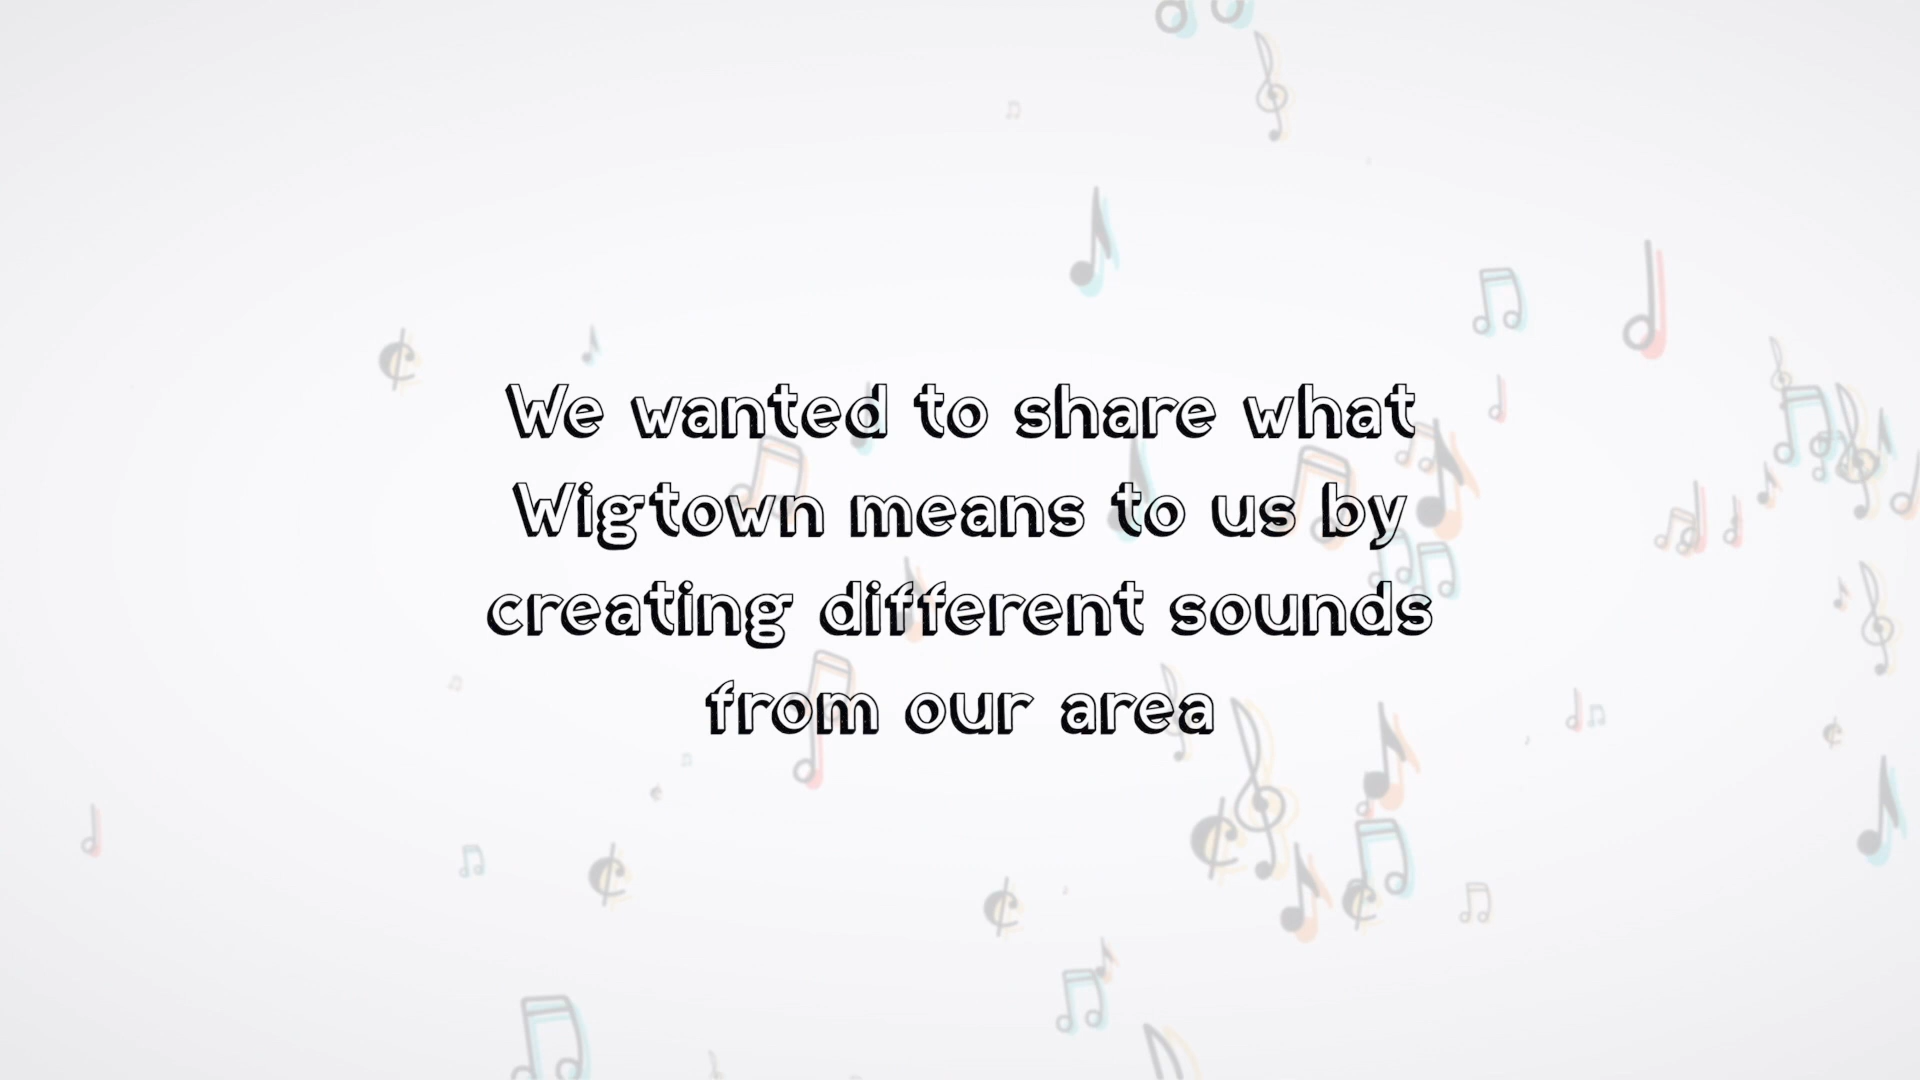 We wanted to share what
Wigtown means to us by
creating different sounds
from our area